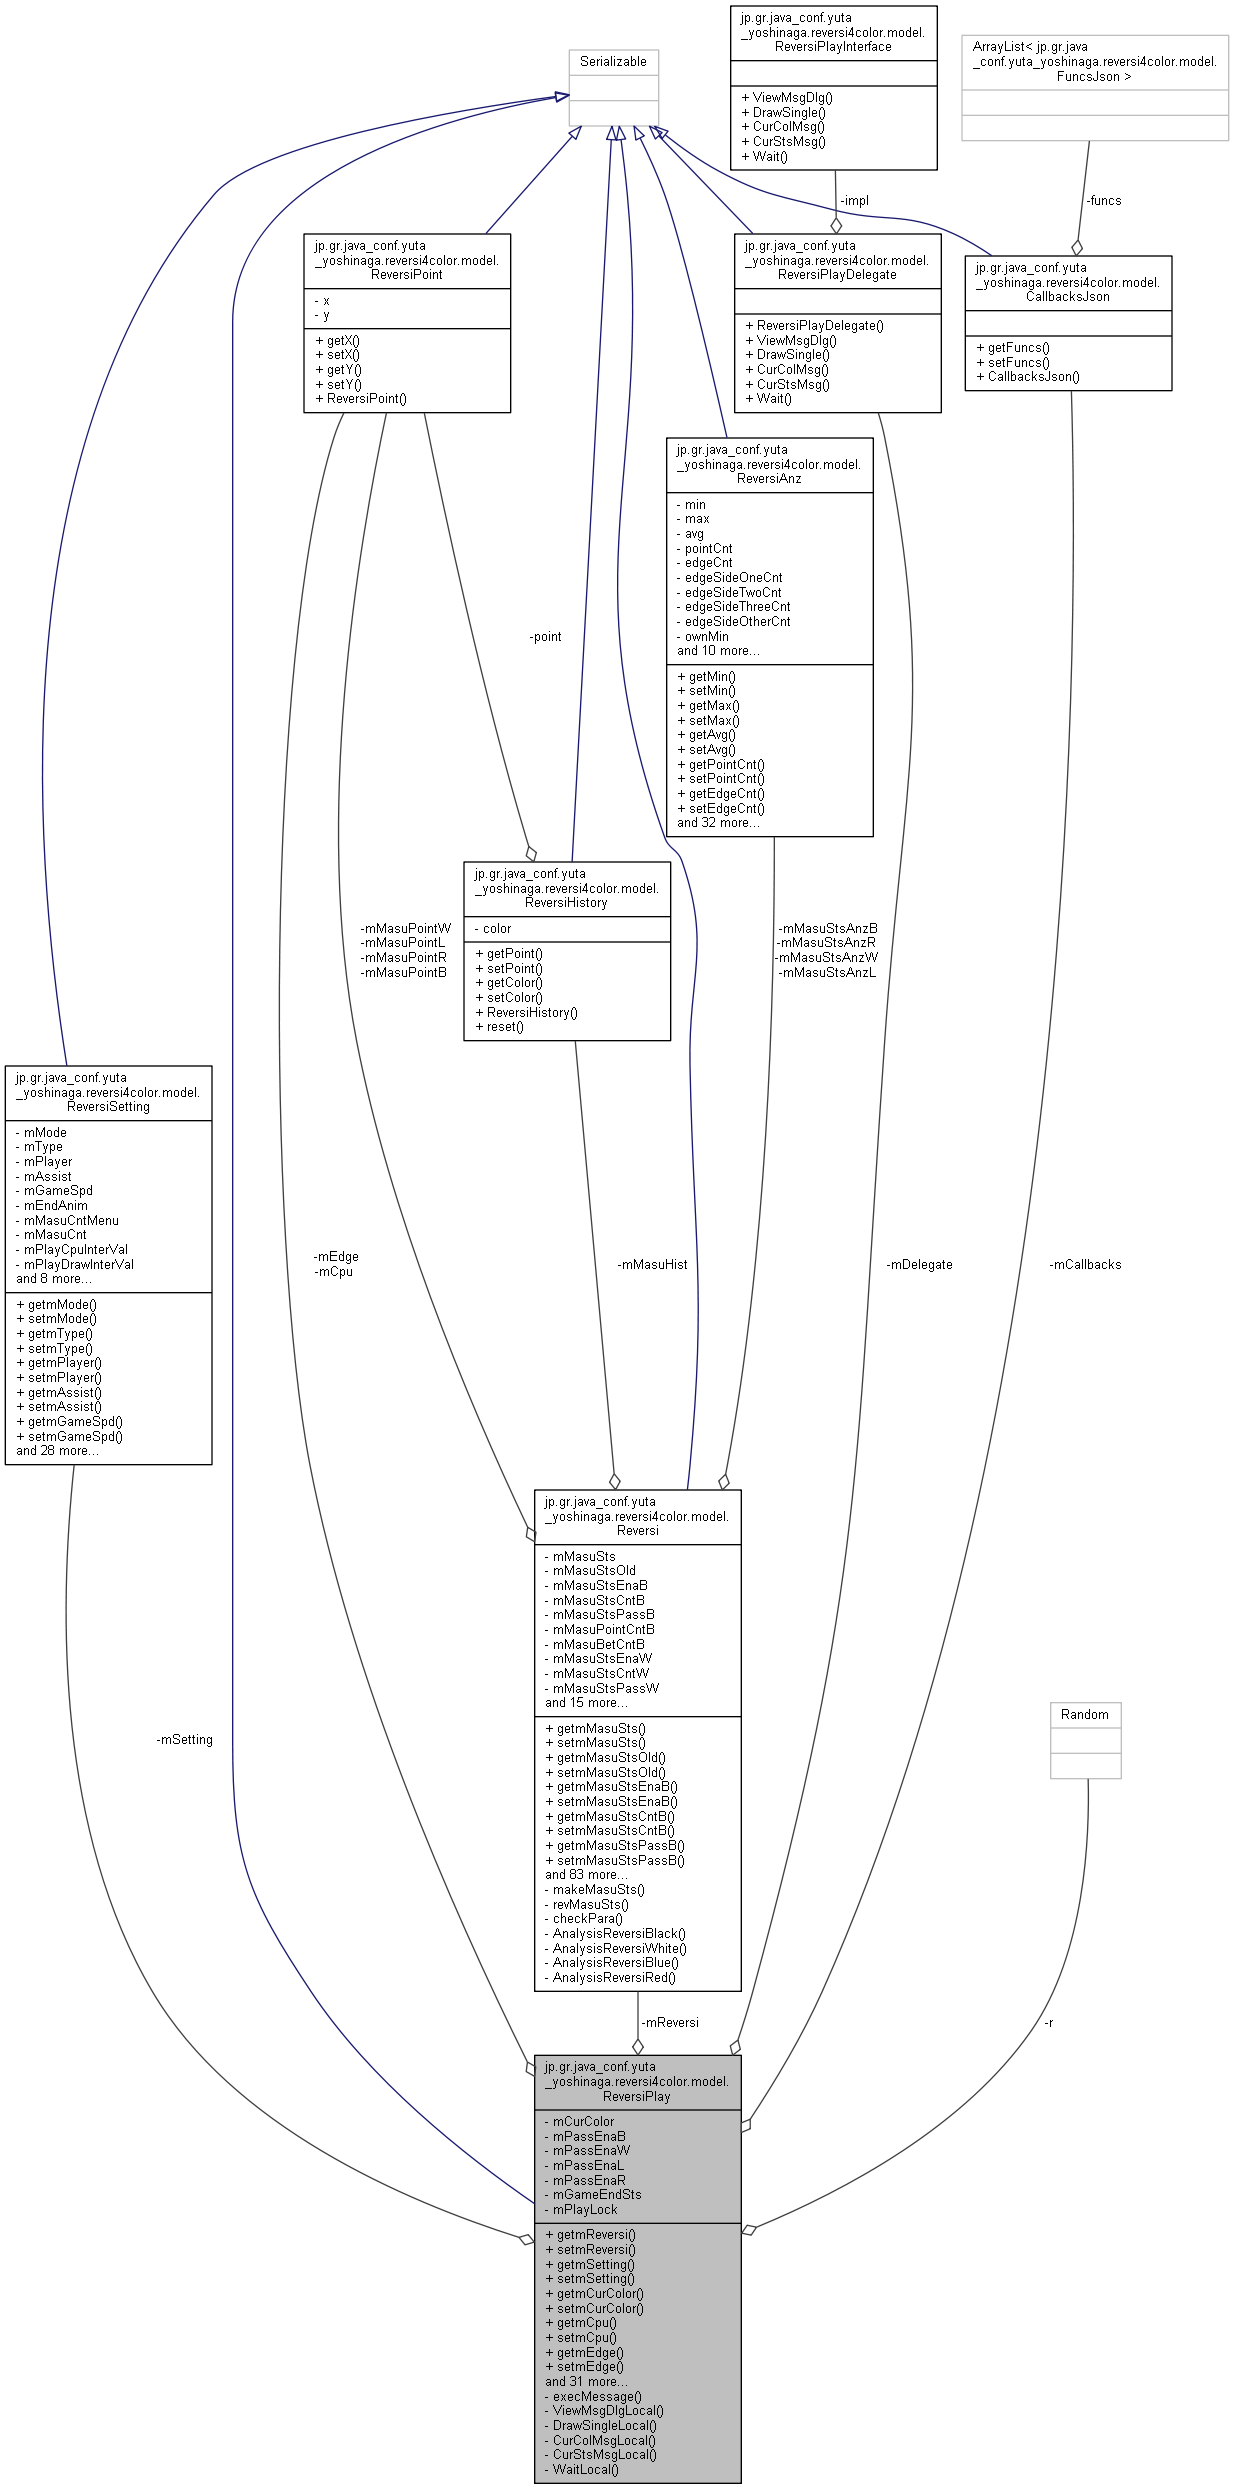 jp.gr.java_conf.yuta
_yoshinaga.reversi4color.model.
ReversiPlayInterface
+ ViewMsgDlg()
+ DrawSingle()
+ CurColMsg()
+ CurStsMsg()
+ Wait()
ArrayList< jp.gr.java
_conf.yuta_yoshinaga.reversi4color.model.
FuncsJson >
Serializable
-impl
-funcs
jp.gr.java_conf.yuta
_yoshinaga.reversi4color.model.
ReversiPoint
- x
- y
+ getX()
+ setX()
+ getY()
+ setY()
+ ReversiPoint()
jp.gr.java_conf.yuta
_yoshinaga.reversi4color.model.
ReversiPlayDelegate
+ ReversiPlayDelegate()
+ ViewMsgDlg()
+ DrawSingle()
+ CurColMsg()
+ CurStsMsg()
+ Wait()
jp.gr.java_conf.yuta
_yoshinaga.reversi4color.model.
CallbacksJson
+ getFuncs()
+ setFuncs()
+ CallbacksJson()
jp.gr.java_conf.yuta
_yoshinaga.reversi4color.model.
ReversiAnz
- min
- max
- avg
- pointCnt
- edgeCnt
- edgeSideOneCnt
- edgeSideTwoCnt
- edgeSideThreeCnt
- edgeSideOtherCnt
- ownMin
and 10 more...
+ getMin()
+ setMin()
+ getMax()
+ setMax()
+ getAvg()
+ setAvg()
+ getPointCnt()
+ setPointCnt()
+ getEdgeCnt()
+ setEdgeCnt()
and 32 more...
-point
jp.gr.java_conf.yuta
_yoshinaga.reversi4color.model.
ReversiHistory
- color
+ getPoint()
+ setPoint()
+ getColor()
+ setColor()
+ ReversiHistory()
+ reset()
-mMasuPointW
-mMasuPointL
-mMasuPointR
-mMasuPointB
-mMasuStsAnzB
-mMasuStsAnzR
-mMasuStsAnzW
-mMasuStsAnzL
jp.gr.java_conf.yuta
_yoshinaga.reversi4color.model.
ReversiSetting
- mMode
- mType
- mPlayer
- mAssist
- mGameSpd
- mEndAnim
- mMasuCntMenu
- mMasuCnt
- mPlayCpuInterVal
- mPlayDrawInterVal
and 8 more...
+ getmMode()
+ setmMode()
+ getmType()
+ setmType()
+ getmPlayer()
+ setmPlayer()
+ getmAssist()
+ setmAssist()
+ getmGameSpd()
+ setmGameSpd()
and 28 more...
-mEdge
-mCpu
-mMasuHist
-mDelegate
-mCallbacks
jp.gr.java_conf.yuta
_yoshinaga.reversi4color.model.
Reversi
- mMasuSts
- mMasuStsOld
- mMasuStsEnaB
- mMasuStsCntB
- mMasuStsPassB
- mMasuPointCntB
- mMasuBetCntB
- mMasuStsEnaW
- mMasuStsCntW
- mMasuStsPassW
and 15 more...
+ getmMasuSts()
+ setmMasuSts()
+ getmMasuStsOld()
+ setmMasuStsOld()
+ getmMasuStsEnaB()
+ setmMasuStsEnaB()
+ getmMasuStsCntB()
+ setmMasuStsCntB()
+ getmMasuStsPassB()
+ setmMasuStsPassB()
and 83 more...
- makeMasuSts()
- revMasuSts()
- checkPara()
- AnalysisReversiBlack()
- AnalysisReversiWhite()
- AnalysisReversiBlue()
- AnalysisReversiRed()
-mSetting
Random
-mReversi
-r
jp.gr.java_conf.yuta
_yoshinaga.reversi4color.model.
ReversiPlay
- mCurColor
- mPassEnaB
- mPassEnaW
- mPassEnaL
- mPassEnaR
- mGameEndSts
- mPlayLock
+ getmReversi()
+ setmReversi()
+ getmSetting()
+ setmSetting()
+ getmCurColor()
+ setmCurColor()
+ getmCpu()
+ setmCpu()
+ getmEdge()
+ setmEdge()
and 31 more...
- execMessage()
- ViewMsgDlgLocal()
- DrawSingleLocal()
- CurColMsgLocal()
- CurStsMsgLocal()
- WaitLocal()